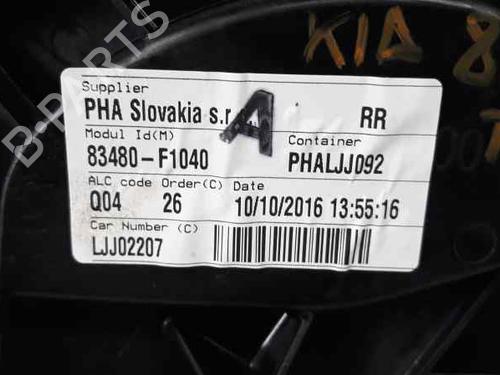 B-PARTS
KIA 8
Supplier
PHA Slovakia s.r
A
RR
Modul Id(M)
Container
83480-F1040
PHALJJ092
ALC code Order(C) Date
Q04 26 10/10/2016 13:55:16
Car Number (C)
LJJ02207